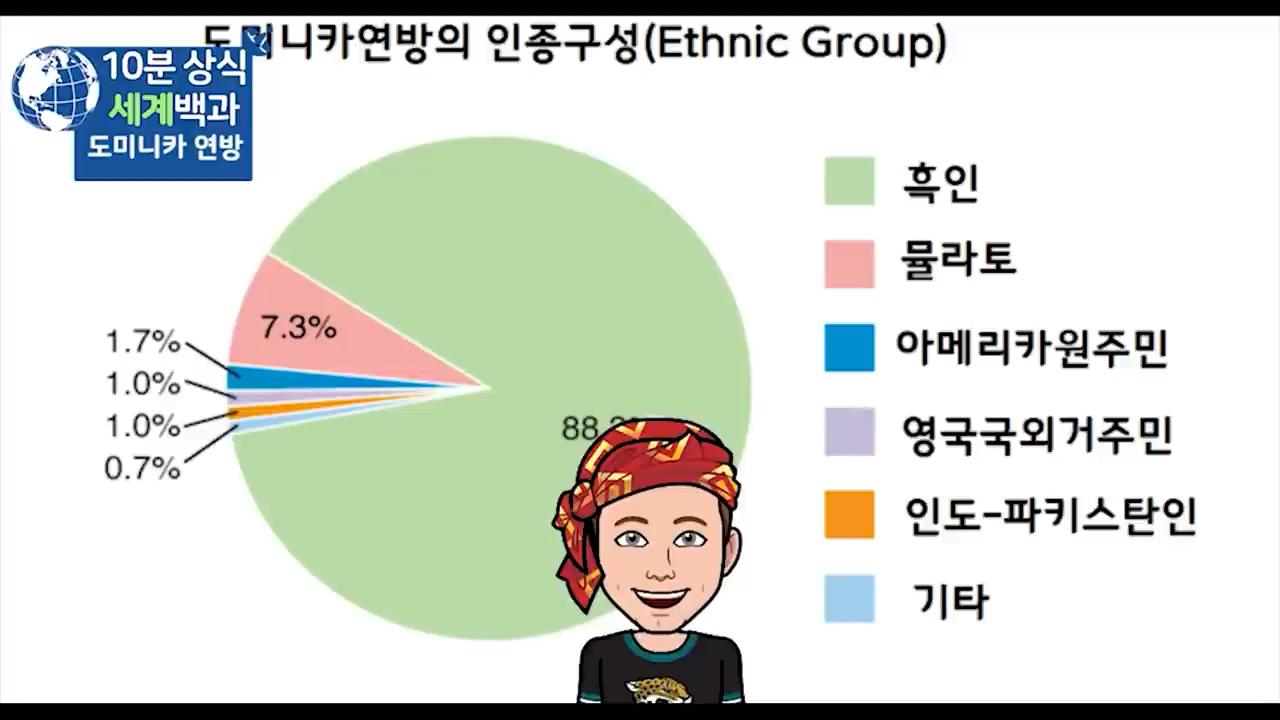 도미니카연방의 인종구성(Ethnic Group)
10분 상식
세계백과
도미니카 연방
흑인
뮬라토
아메리카원주민
영국국외거주민
인도-파키스탄인
기타
7.3%
1.7%
1.0%
1.0%
0.7%